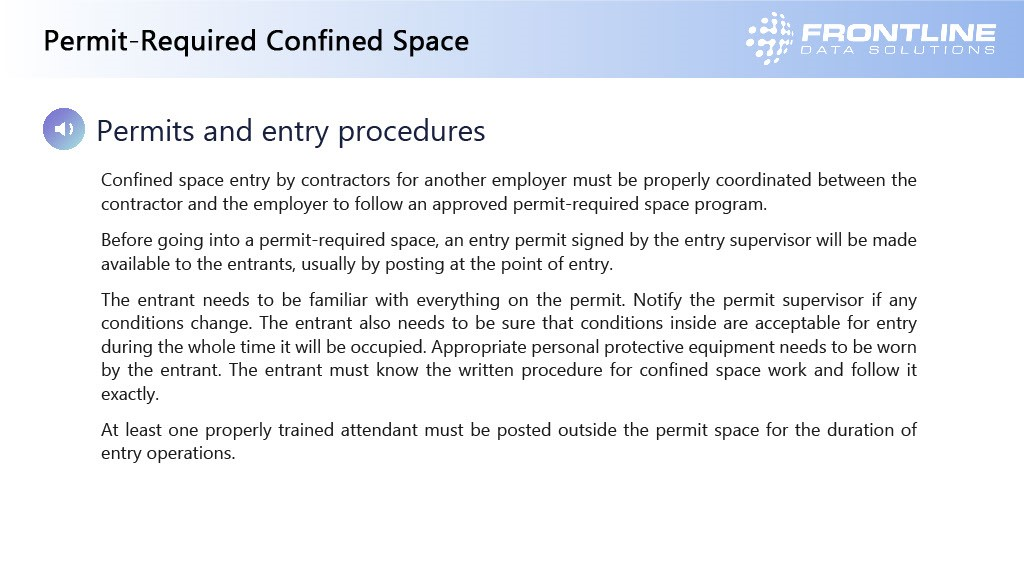 Permit-Required Confined Space
FRONTLINE
DATA SOLUTIONS
Permits and entry procedures
Confined space entry by contractors for another employer must be properly coordinated between the
contractor and the employer to follow an approved permit-required space program.
Before going into a permit-required space, an entry permit signed by the entry supervisor will be made
available to the entrants, usually by posting at the point of entry.
The entrant needs to be familiar with everything on the permit. Notify the permit supervisor if any
conditions change. The entrant also needs to be sure that conditions inside are acceptable for entry
during the whole time it will be occupied. Appropriate personal protective equipment needs to be worn
by the entrant. The entrant must know the written procedure for confined space work and follow it
exactly.
At least one properly trained attendant must be posted outside the permit space for the duration of
entry operations.